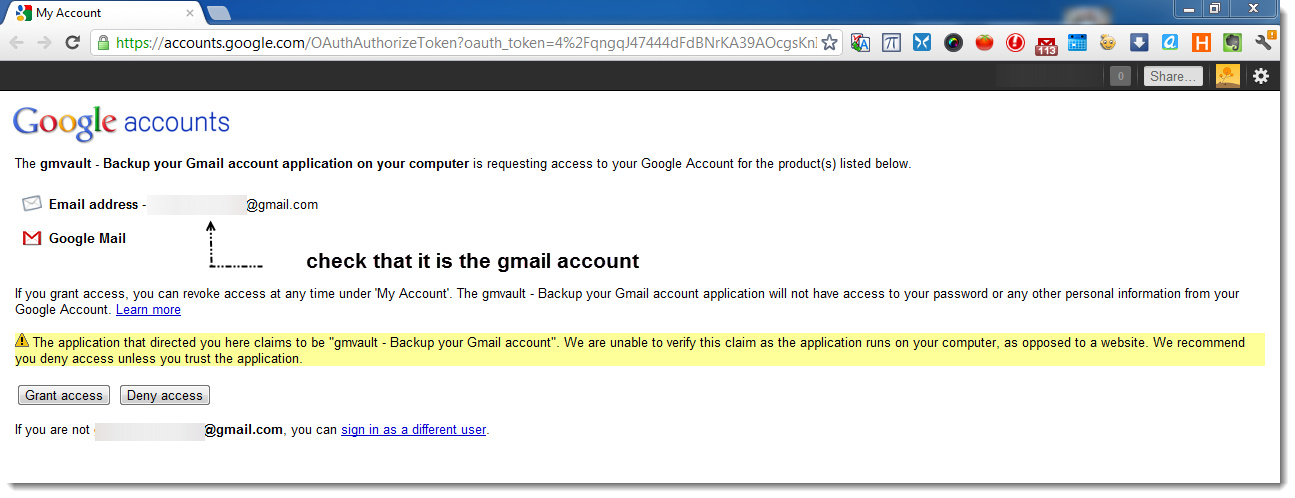 My Account
https://accounts.google.com/OAuthAuthorizeToken?oauth_token=4%2FqngqJ47444dFdBNrKA39AOcgsKnl
113
0 Share...
Google accounts
The gmvault - Backup your Gmail account application on your computer is requesting access to your Google Account for the product(s) listed below.
Email address - @gmail.com
Google Mail
check that it is the gmail account
If you grant access, you can revoke access at any time under 'My Account'. The gmvault - Backup your Gmail account application will not have access to your password or any other personal information from your
Google Account. Learn more
The application that directed you here claims to be "gmvault - Backup your Gmail account". We are unable to verify this claim as the application runs on your computer, as opposed to a website. We recommend
you deny access unless you trust the application.
Grant access Deny access
If you are not @gmail.com, you can sign in as a different user.